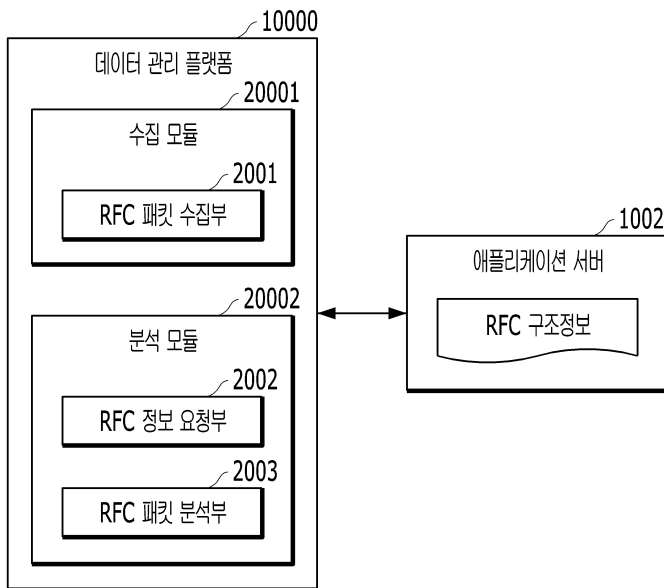 10000
데이터 관리 플랫폼
20001
수집 모듈
2001
RFC 패킷 수집부
20002
분석 모듈
2002
RFC 정보 요청부
2003
RFC 패킷 분석부
1002
애플리케이션 서버
RFC 구조정보